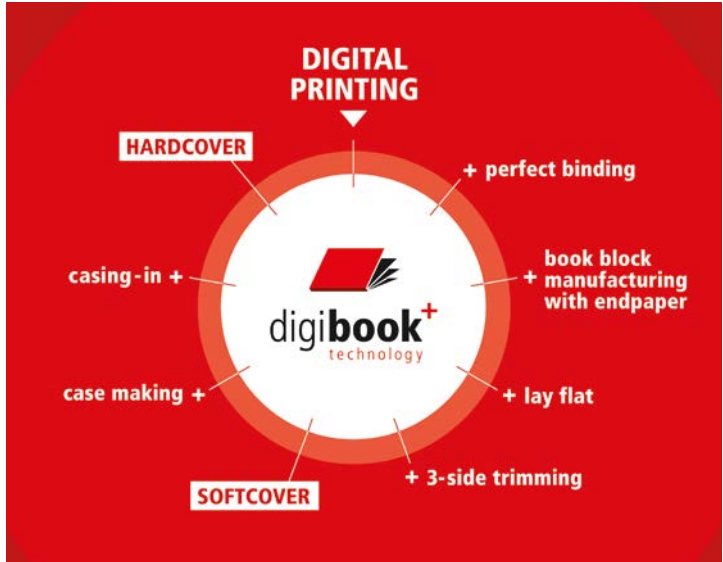 DIGITAL
PRINTING
HARDCOVER
+ perfect binding
casing-in +
+ book block
manufacturing
with endpaper
digibook+
technology
case making +
+ lay flat
SOFTCOVER
+ 3-side trimming